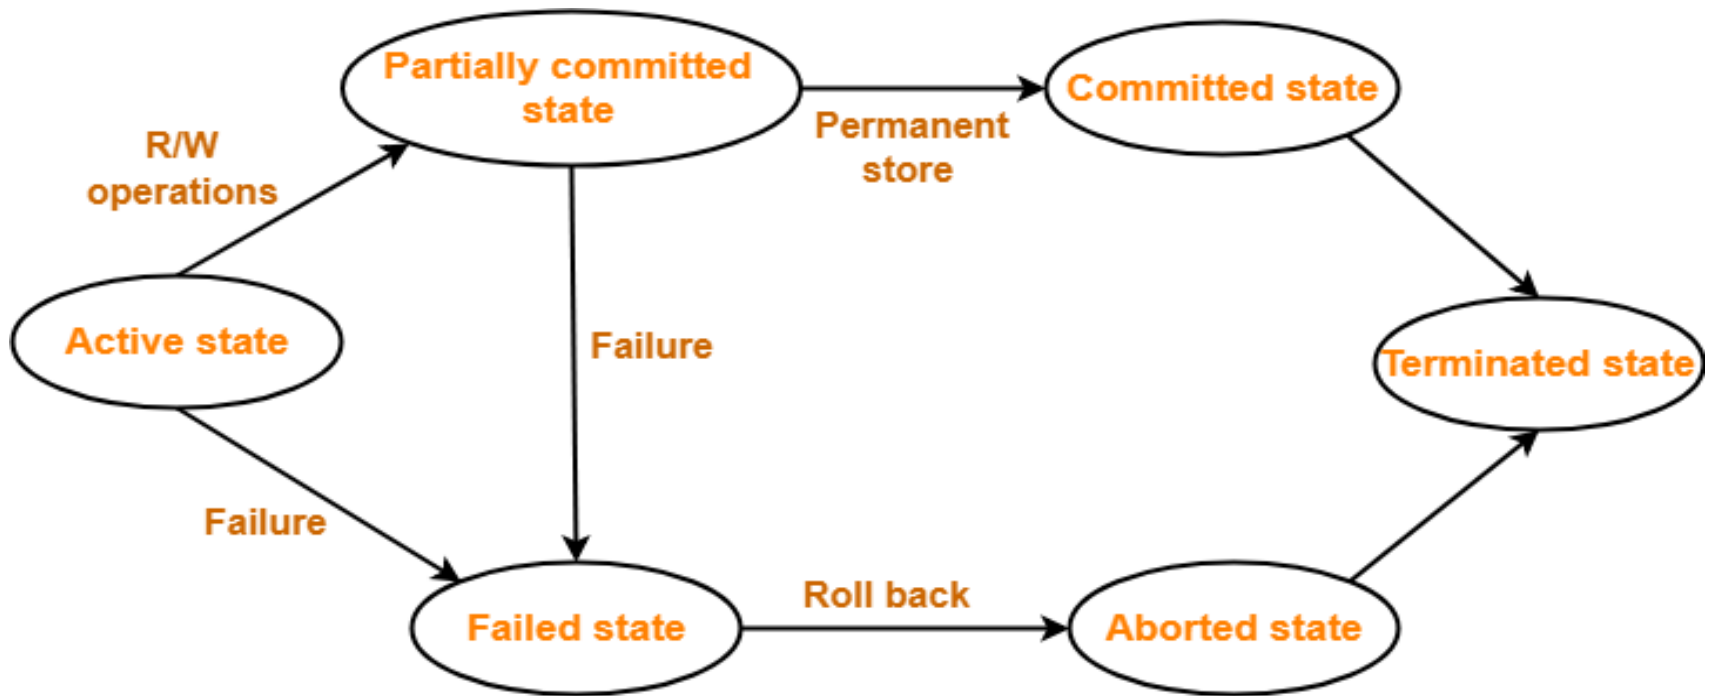 Partially committed
state
Committed state
Permanent
store
R/W
operations
Active state
Failure
Terminated state
Failure
Roll back
Failed state
Aborted state